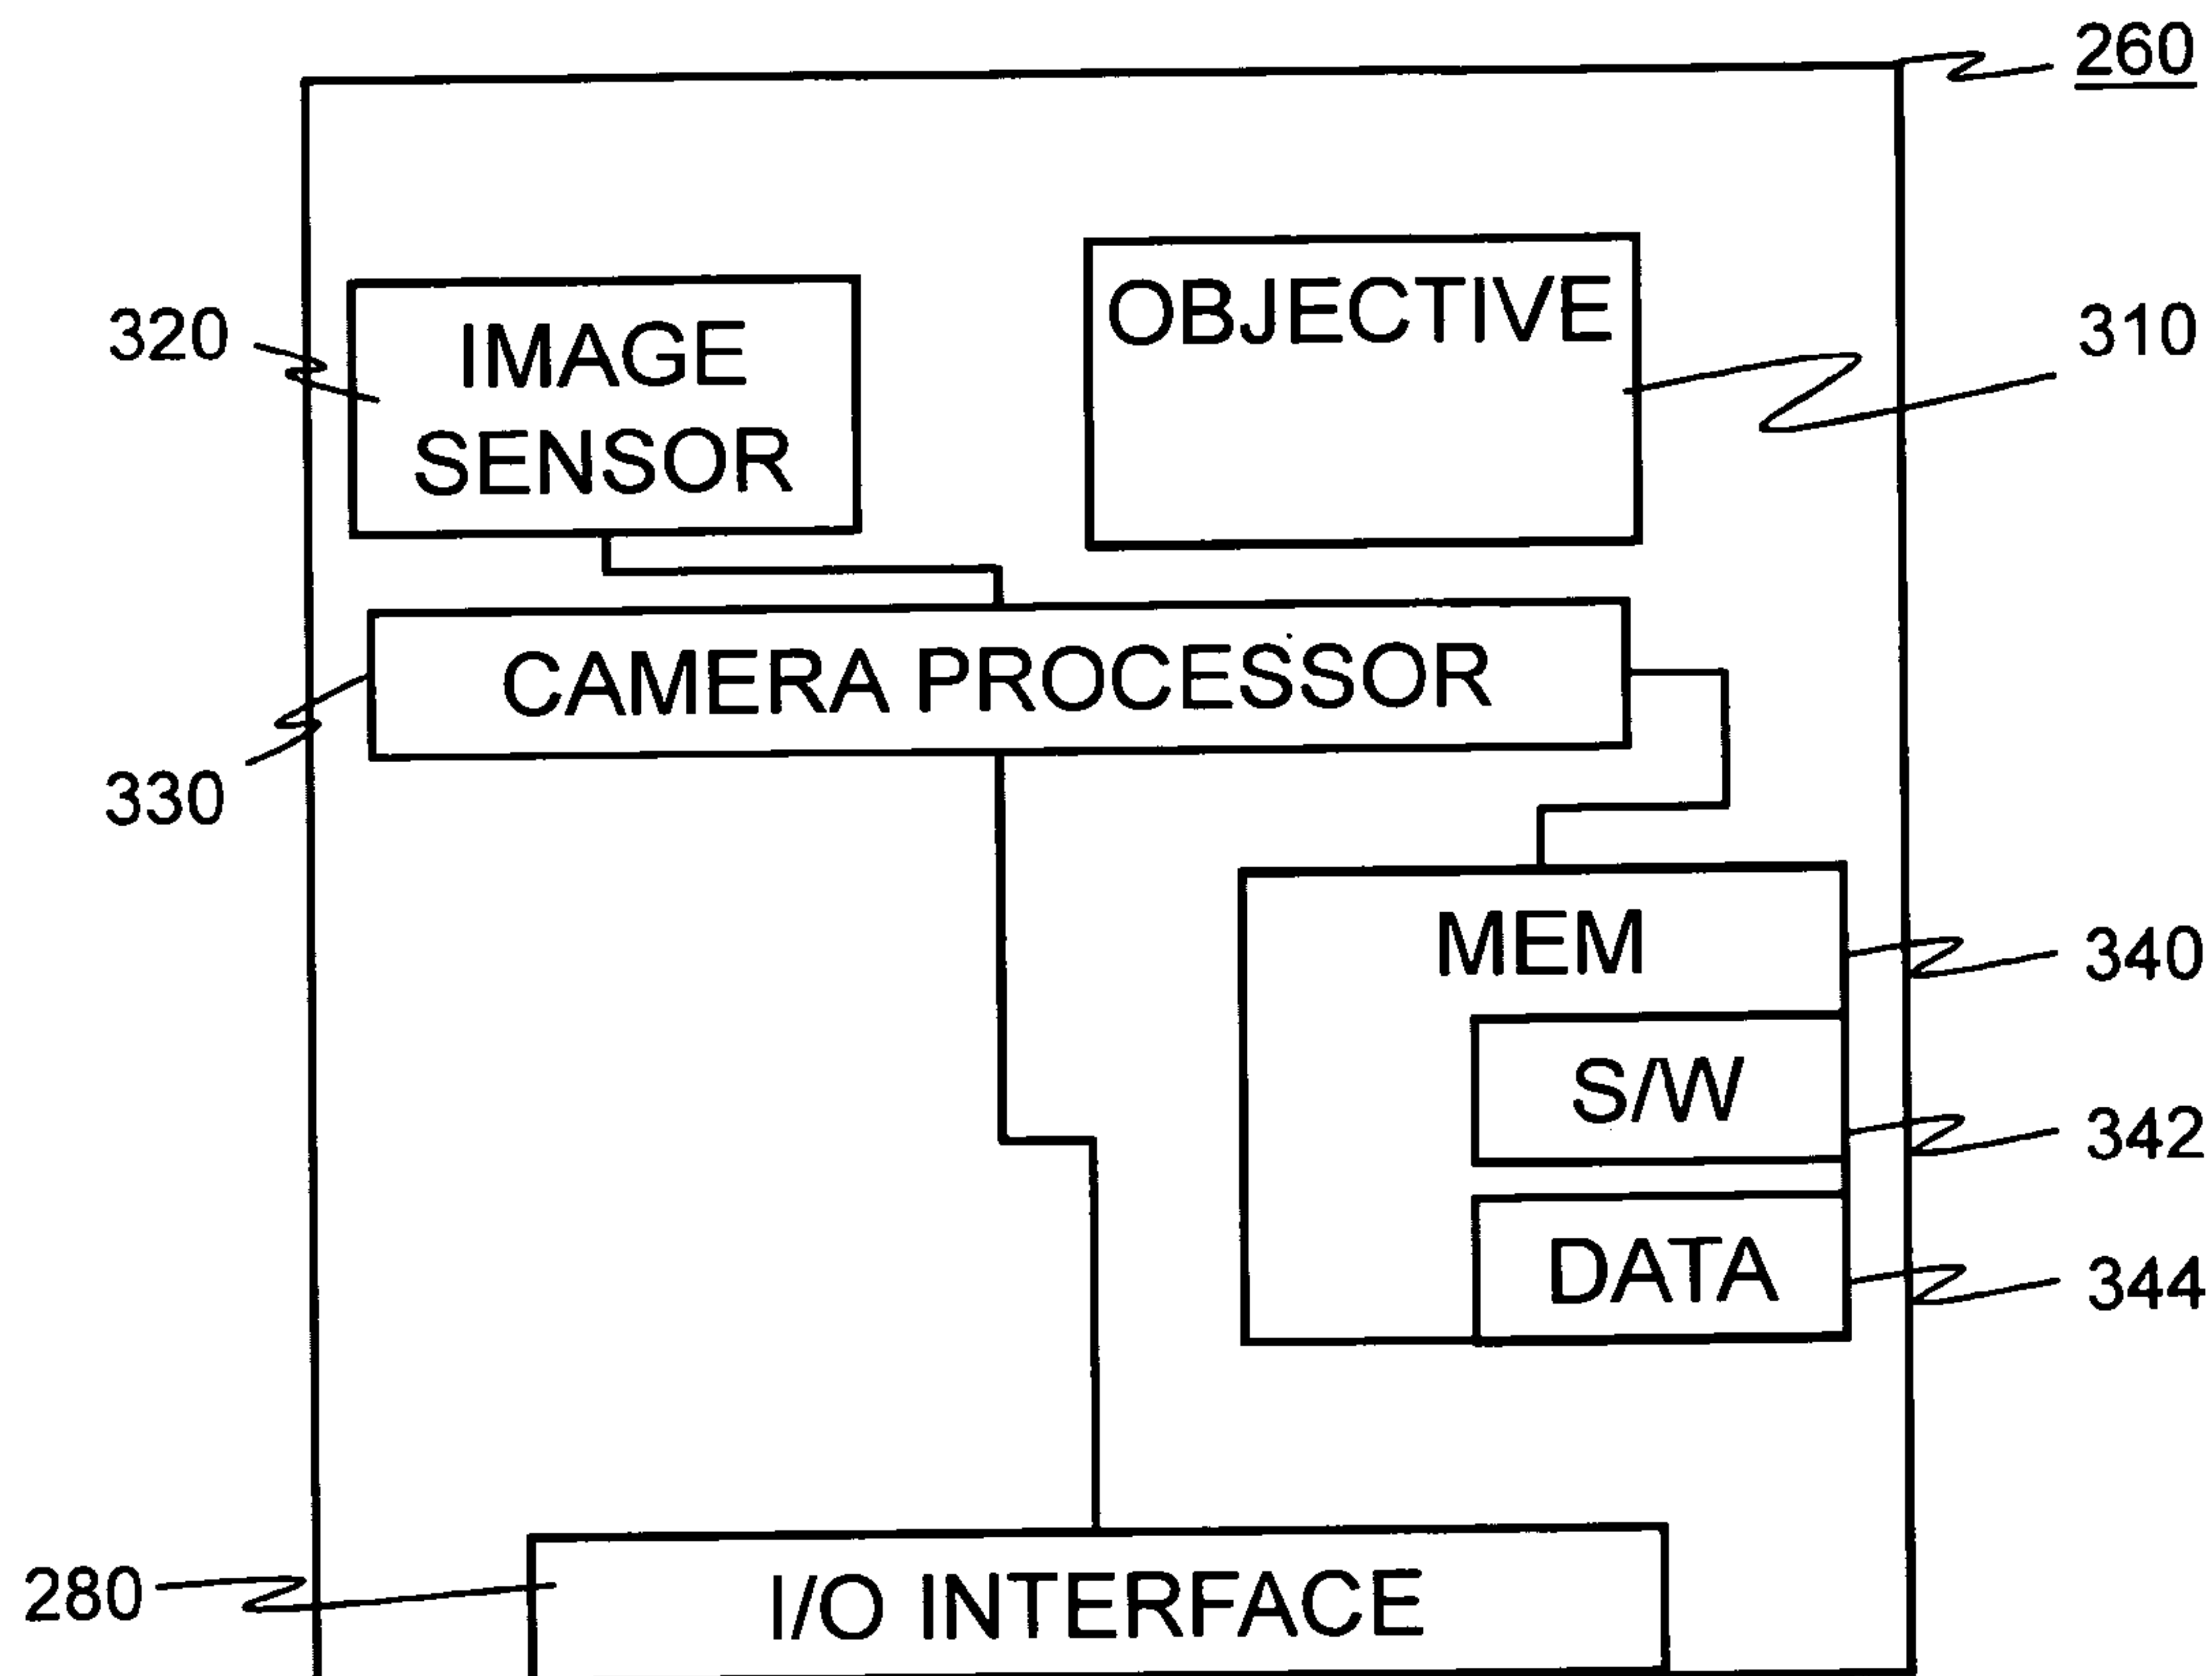 260
OBJECTIVE
310
320
IMAGE
SENSOR
CAMERA PROCESSOR
330
MEM
340
S/W
342
DATA
344
280
I/O INTERFACE